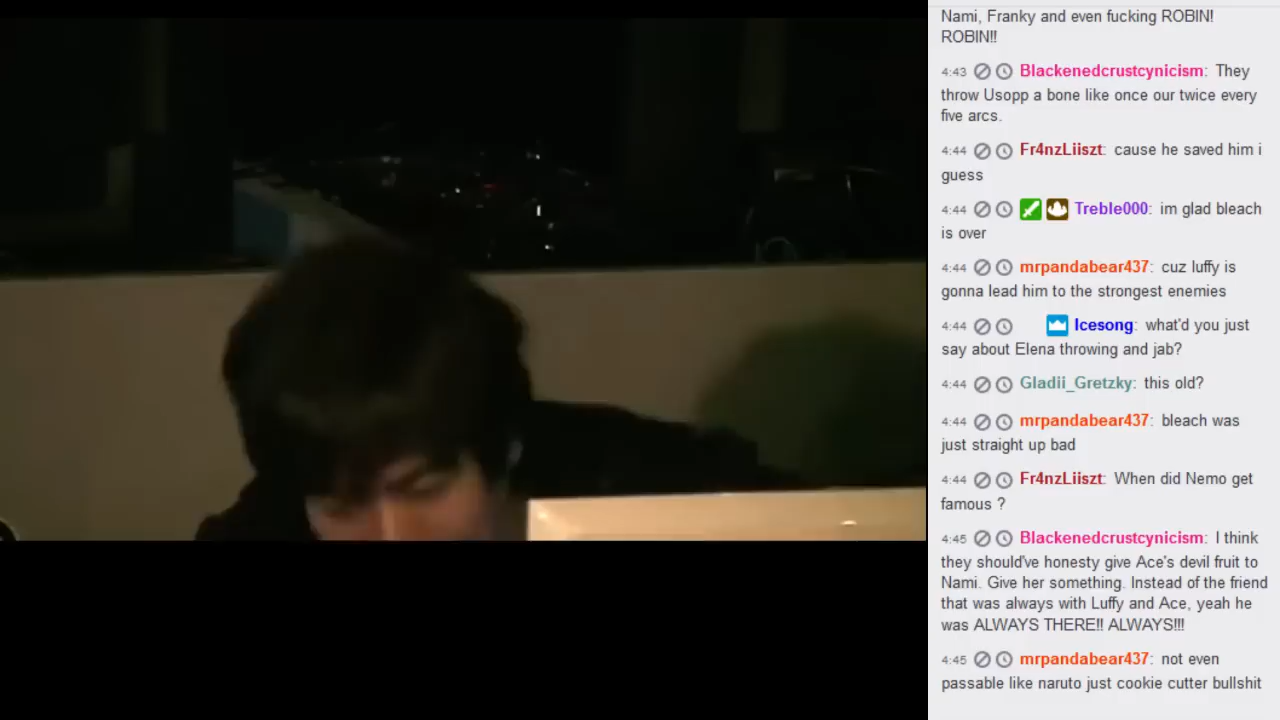 Nami, Franky and even fucking ROBIN!
ROBIN!!
4:43 Blackenedcrustcynicism: They
throw Usopp a bone like once our twice every
five arcs.
4:44 Fr4nzLiiszt: cause he saved him i
guess
4:44 Treble000: im glad bleach
is over
4:44 mrpandabear437: cuz luffy is
gonna lead him to the strongest enemies
4:44 Icesong: what'd you just
say about Elena throwing and jab?
4:44 Gladii_Gretzky: this old?
4:44 mrpandabear437: bleach was
just straight up bad
4:44 Fr4nzLiiszt: When did Nemo get
famous ?
4:45 Blackenedcrustcynicism: I think
they should've honesty give Ace's devil fruit to
Nami. Give her something. Instead of the friend
that was always with Luffy and Ace, yeah he
was ALWAYS THERE!! ALWAYS!!!
4:45 mrpandabear437: not even
passable like naruto just cookie cutter bullshit